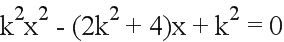 k²x² - (2k² + 4)x + k² = 0